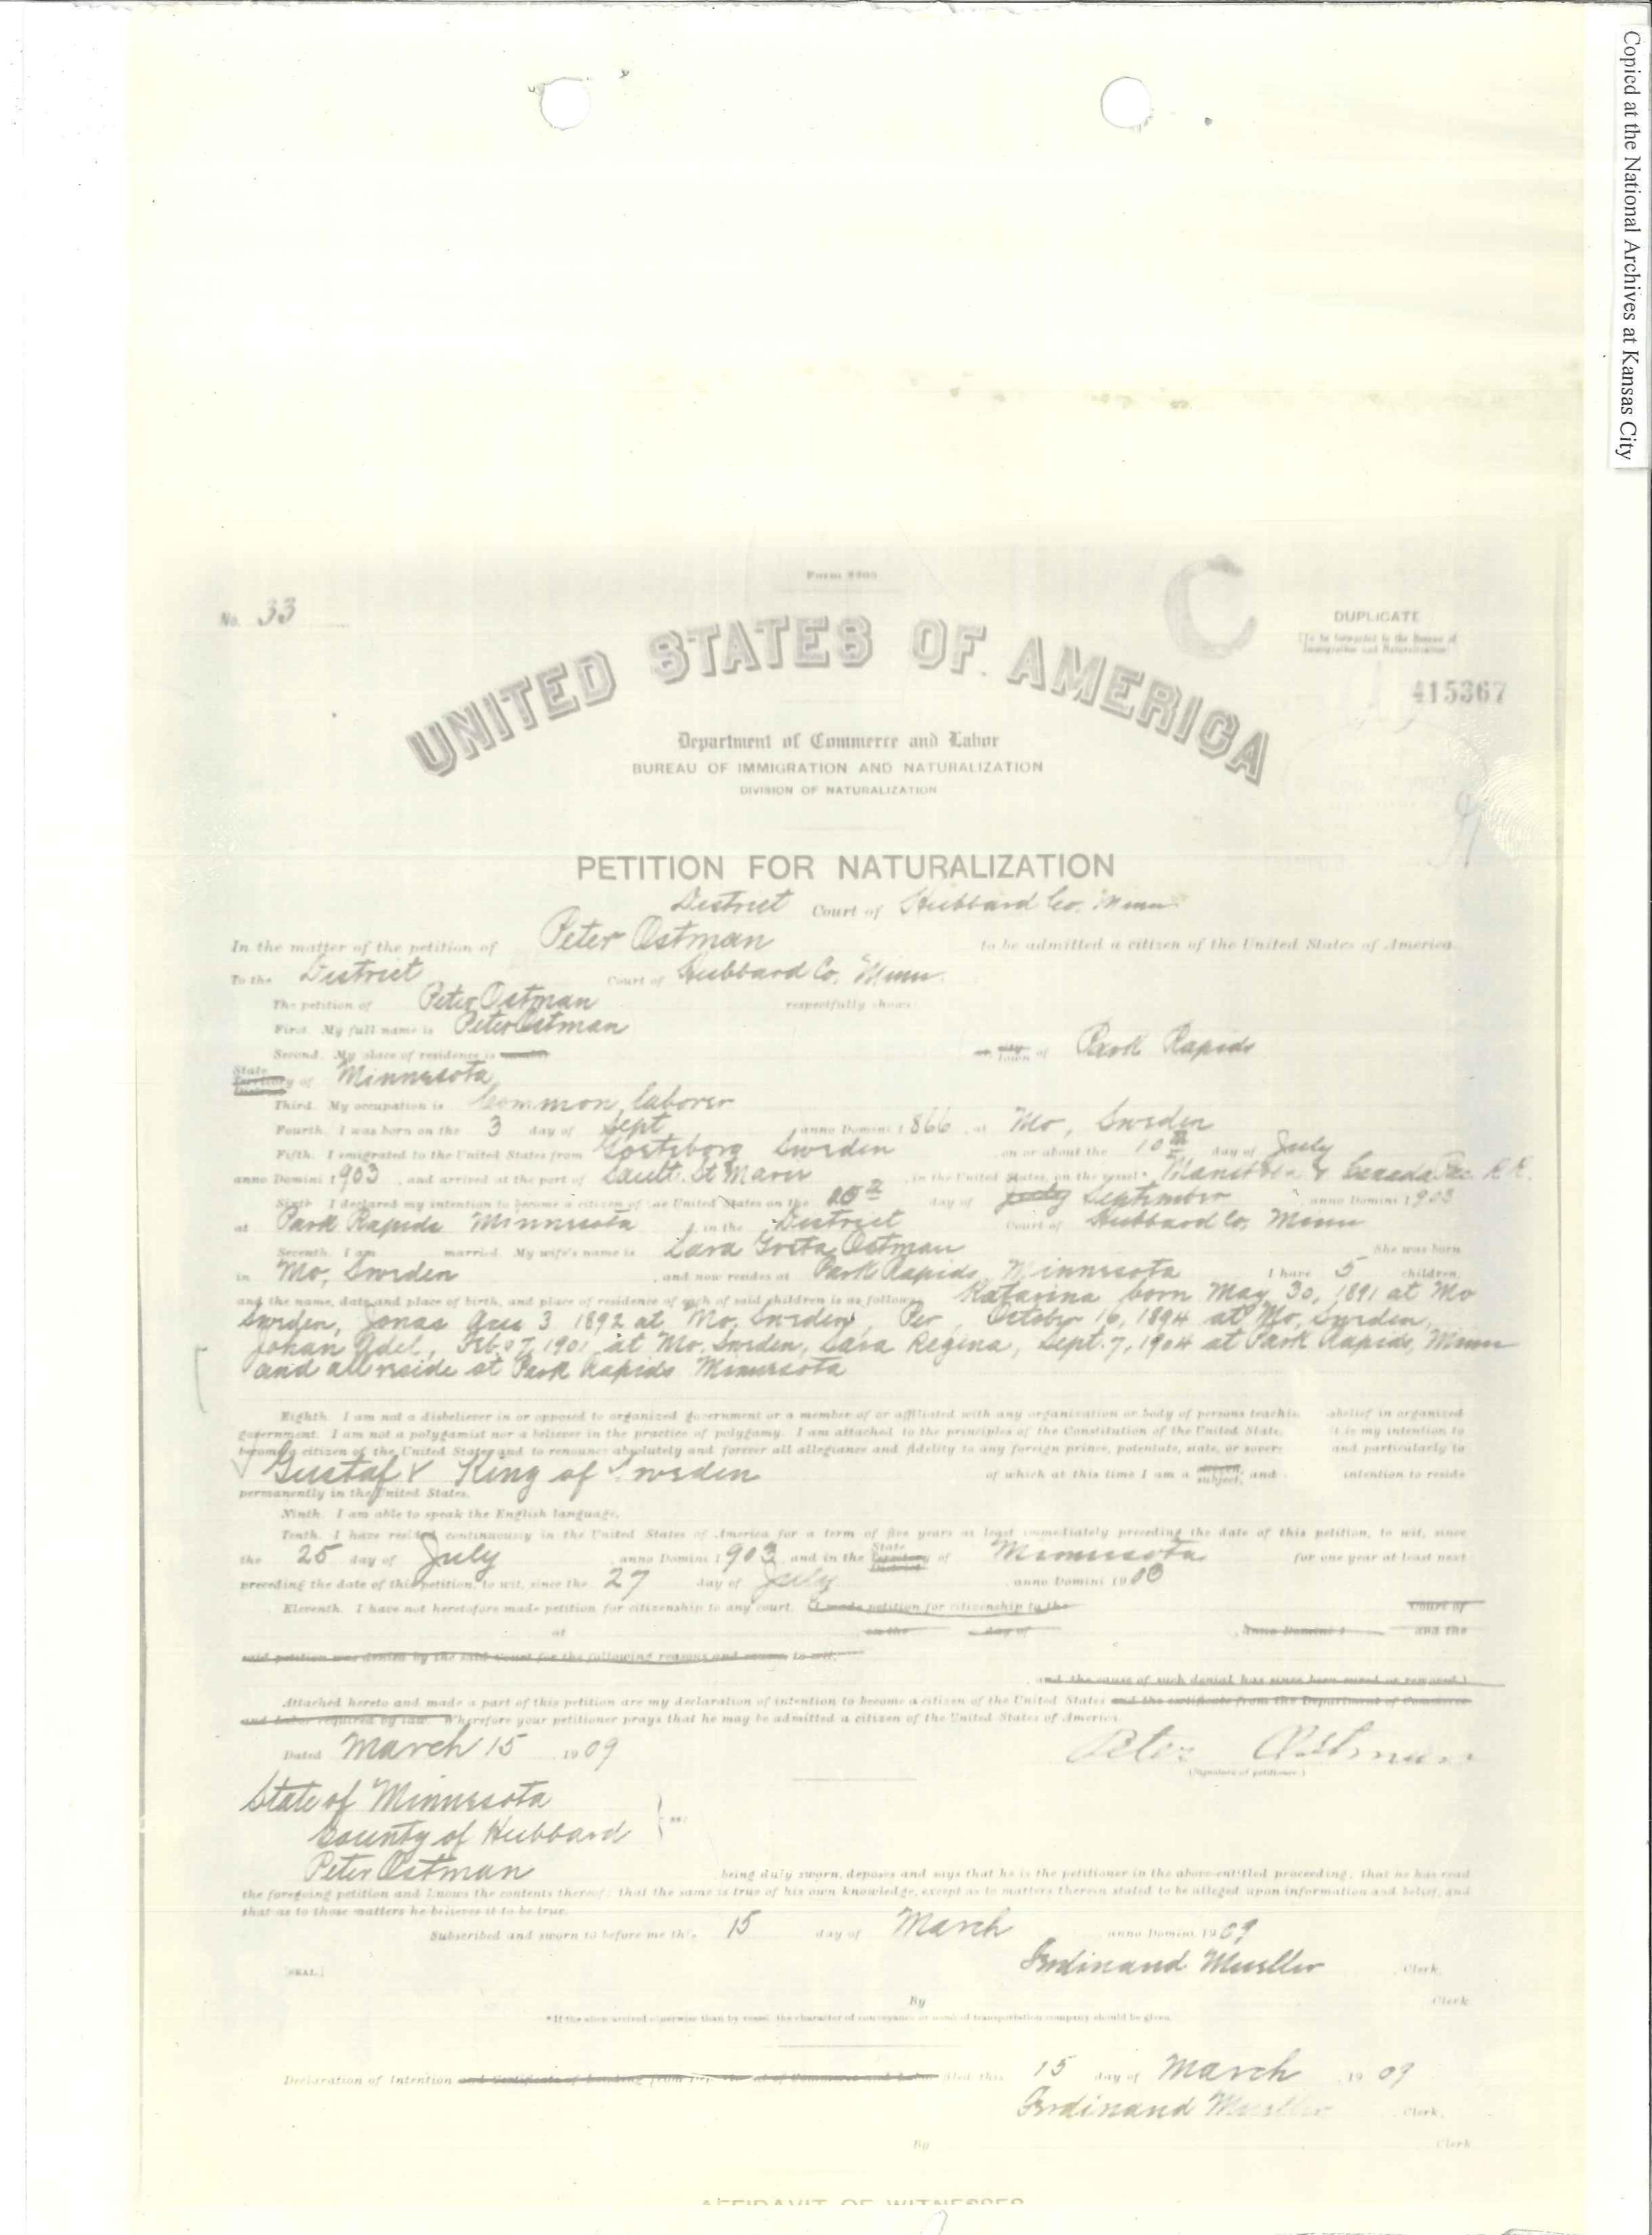 Copied at the National Archives at Kansas City
Form 2205
No. 33
DUPLICATE
(To be forwarded to the Bureau of
Immigration and Naturalization)
C
415367
UNITED STATES OF AMERICA
Department of Commerce and Labor
BUREAU OF IMMIGRATION AND NATURALIZATION
DIVISION OF NATURALIZATION
PETITION FOR NATURALIZATION
District Court of Hubbard Co. Minn.
In the matter of the petition of Peter Ostman to be admitted a citizen of the United States of America.
To the District Court of Hubbard Co, Minn.
The petition of Peter Ostman respectfully shows:
First. My full name is Peter Ostman
Second. My place of residence is Town of Park Rapids
State Territory District of Minnesota
Third. My occupation is Common laborer
Fourth. I was born on the 3 day of Sept anno Domini 1866, at Mo, Sweden
Fifth. I emigrated to the United States from Sweden on or about the 10 day of July
anno Domini 1903, and arrived at the port of Sault. St Marie, in the United States, on the vessel* & Canada Pac. R.R.
Sixth. I declared my intention to become a citizen of the United States on the day of July September anno Domini 1903
at Park Rapids Minnesota, in the District Court of Hubbard Co, Minn
Seventh. I am married. My wife's name is Sara Greta Ostman She was born
in Mo, Sweden, and now resides at Park Rapids, Minnesota I have 5 children,
and the name, date, and place of birth, and place of residence of each of said children is as follows: Katarina born May 30, 1891 at Mo
Sweden, Jonas 3 1892 at Mo, Sweden, Per, October 16, 1894 at Mo, Sweden,
Johan Adel, Feb. 07, 1901 at Mo, Sweden, Sara Regina, Sept. 7, 1904 at Park Rapids, Minn
and all reside at Park Rapids Minnesota
Eighth. I am not a disbeliever in or opposed to organized government or a member of or affiliated with any organization or body of persons teaching disbelief in organized
government. I am not a polygamist nor a believer in the practice of polygamy. I am attached to the principles of the Constitution of the United State it is my intention to
become a citizen of the United States and to renounce absolutely and forever all allegiance and fidelity to any foreign prince, potentate, state, or sovere and particularly to
Gustaf V King of Sweden of which at this time I am a subject, and intention to reside
permanently in the United States.
Ninth. I am able to speak the English language.
Tenth. I have resided continuously in the United States of America for a term of five years at least immediately preceding the date of this petition, to wit, since
the 25 day of July, anno Domini 1903, and in the State Territory District of Minnesota for one year at least next
preceding the date of this petition, to wit, since the 27 day of July, anno Domini 19
Eleventh. I have not heretofore made petition for citizenship to any court. (I made petition for citizenship to the Court of
at on the day of , Anno Domini 1 and the
said petition was denied by the said Court for the following reasons and causes, to wit:
and the cause of such denial has since been cured or removed.)
Attached hereto and made a part of this petition are my declaration of intention to become a citizen of the United States and the certificate from the Department of Commerce
and Labor required by law. Wherefore your petitioner prays that he may be admitted a citizen of the United States of America.
Dated March 15 1909 Peter Ostman
(Signature of petitioner.)
State of Minnesota
County of Hubbard } ss:
Peter Ostman being duly sworn, deposes and says that he is the petitioner in the above-entitled proceeding; that he has read
the foregoing petition and knows the contents thereof; that the same is true of his own knowledge, except as to matters therein stated to be alleged upon information and belief, and
that as to those matters he believes it to be true.
Subscribed and sworn to before me this 15 day of March anno Domini 1909
[SEAL.] Ferdinand Mueller, Clerk.
By Clerk
*If the alien arrived otherwise than by vessel, the character of conveyance or name of transportation company should be given.
Declaration of Intention and Certificate of Landing from Department of Commerce and Labor filed this 15 day of March, 1909
Ferdinand Mueller, Clerk.
By Clerk
AFFIDAVIT OF WITNESSES